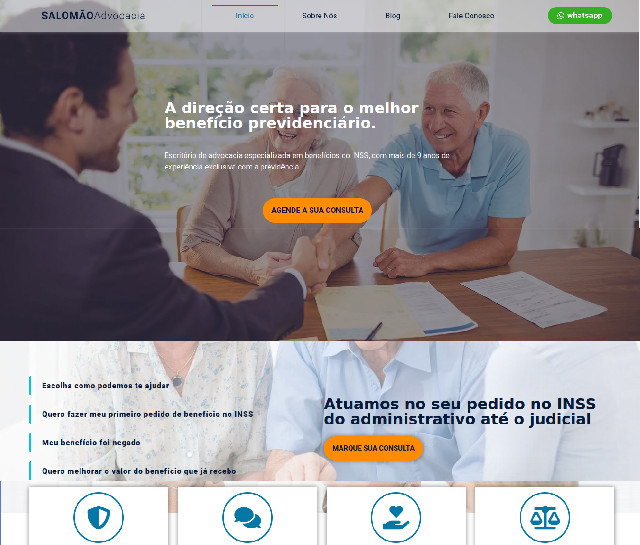 SALOMÃOAdvocacia
Início
Sobre Nós
Blog
Fale Conosco
whatsapp
A direção certa para o melhor
benefício previdenciário.
Escritório de advocacia especializada em benefícios do INSS, com mais de 9 anos de
experiência exclusiva com a previdência.
AGENDE A SUA CONSULTA
Escolha como podemos te ajudar
Quero fazer meu primeiro pedido de benefício no INSS
Meu benefício foi negado
Quero melhorar o valor do benefício que já recebo
Atuamos no seu pedido no INSS
do administrativo até o judicial
MARQUE SUA CONSULTA